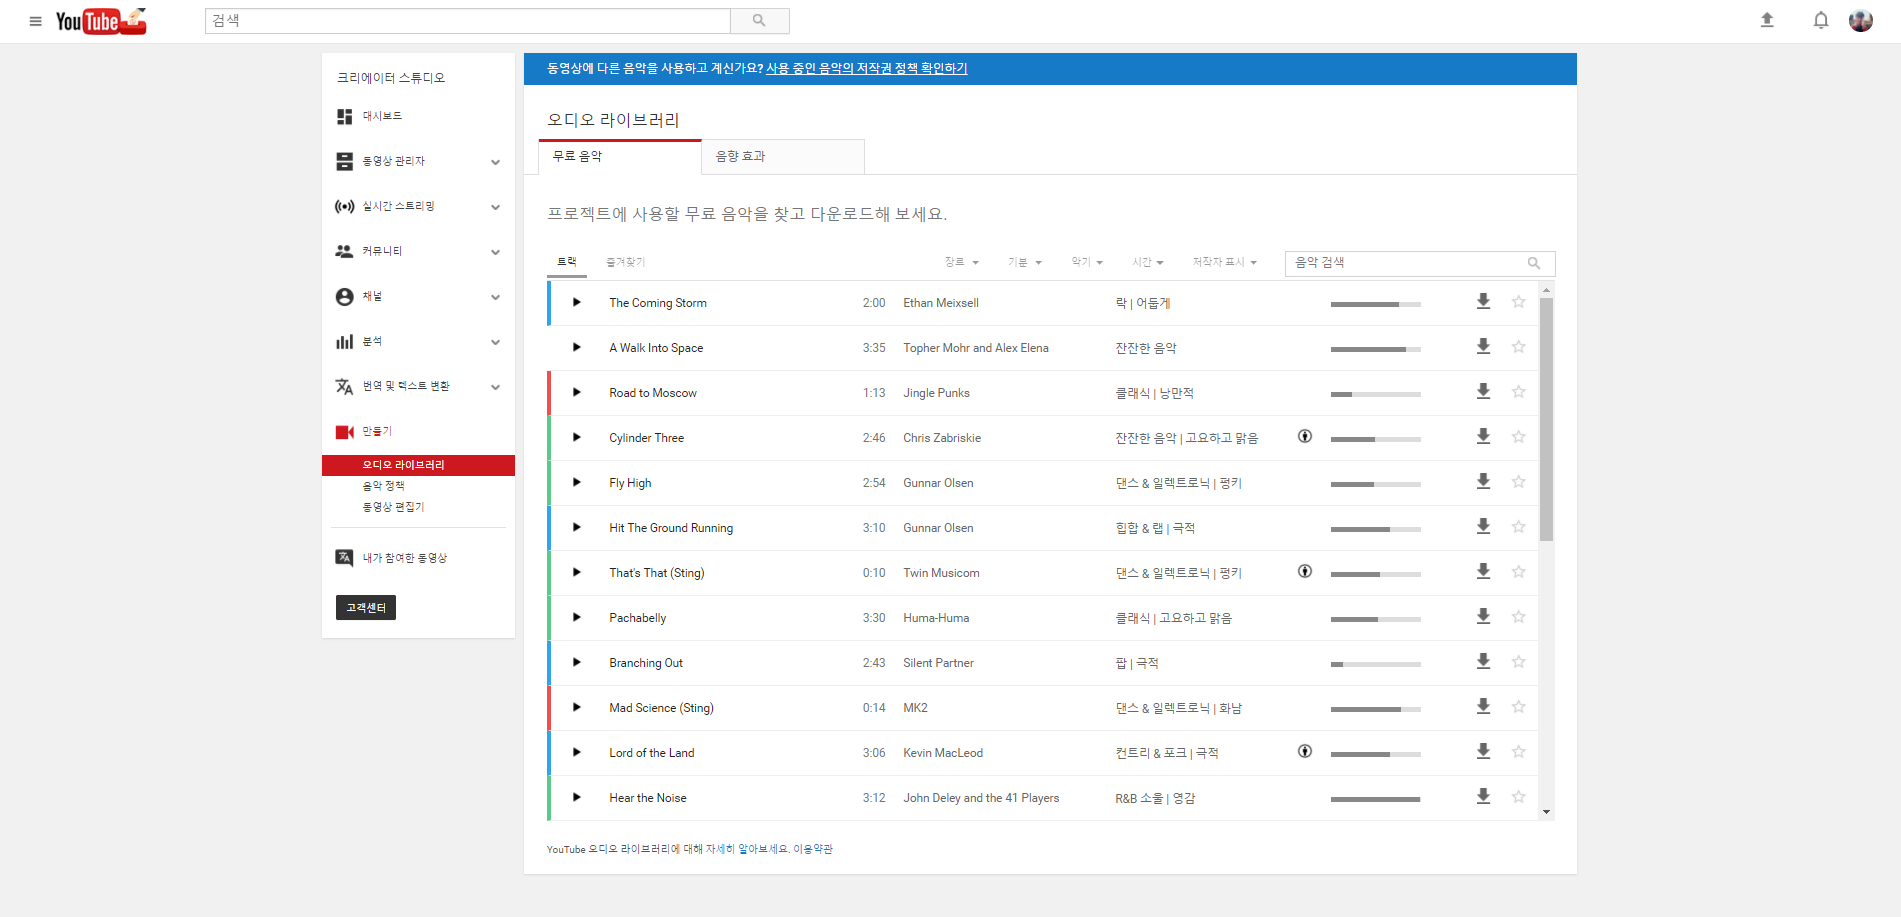 YouTube
검색
크리에이터 스튜디오
대시보드
동영상 관리자
실시간 스트리밍
커뮤니티
채널
분석
번역 및 텍스트 변환
만들기
오디오 라이브러리
음악 정책
동영상 편집기
내가 참여한 동영상
고객센터
동영상에 다른 음악을 사용하고 계신가요? 사용 중인 음악의 저작권 정책 확인하기
오디오 라이브러리
무료 음악 음향 효과
프로젝트에 사용할 무료 음악을 찾고 다운로드해 보세요.
트랙 즐겨찾기 장르 기분 악기 시간 저작자 표시 음악 검색
The Coming Storm 2:00 Ethan Meixsell 락 | 어둡게
A Walk Into Space 3:35 Topher Mohr and Alex Elena 잔잔한 음악
Road to Moscow 1:13 Jingle Punks 클래식 | 낭만적
Cylinder Three 2:46 Chris Zabriskie 잔잔한 음악 | 고요하고 맑음
Fly High 2:54 Gunnar Olsen 댄스 & 일렉트로닉 | 펑키
Hit The Ground Running 3:10 Gunnar Olsen 힙합 & 랩 | 극적
That's That (Sting) 0:10 Twin Musicom 댄스 & 일렉트로닉 | 펑키
Pachabelly 3:30 Huma-Huma 클래식 | 고요하고 맑음
Branching Out 2:43 Silent Partner 팝 | 극적
Mad Science (Sting) 0:14 MK2 댄스 & 일렉트로닉 | 화남
Lord of the Land 3:06 Kevin MacLeod 컨트리 & 포크 | 극적
Hear the Noise 3:12 John Deley and the 41 Players R&B 소울 | 영감
YouTube 오디오 라이브러리에 대해 자세히 알아보세요. 이용약관